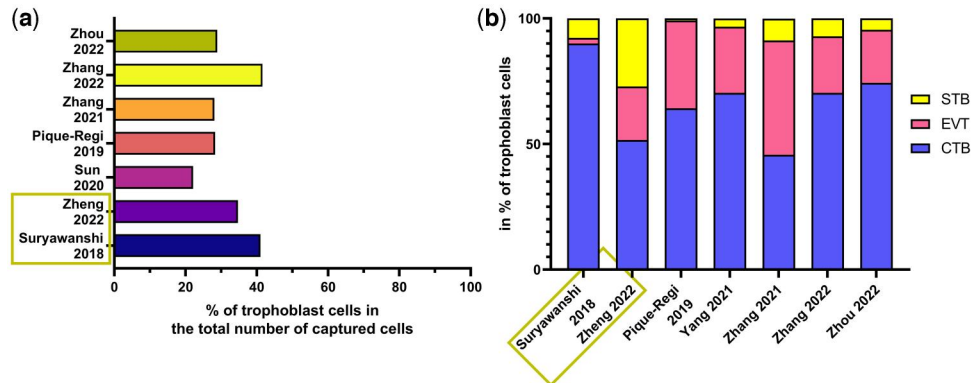 (a)
Zhou
2022
Zhang
2022
Zhang
2021
Pique-Regi
2019
Sun
2020
Zheng
2022
Suryawanshi
2018
0 20 40 60 80 100
% of trophoblast cells in
the total number of captured cells
(b)
100
50
0
in % of trophoblast cells
STB
EVT
CTB
Suryawanshi
2018
Zheng 2022
Pique-Regi
2019
Yang 2021
Zhang 2021
Zhang 2022
Zhou 2022